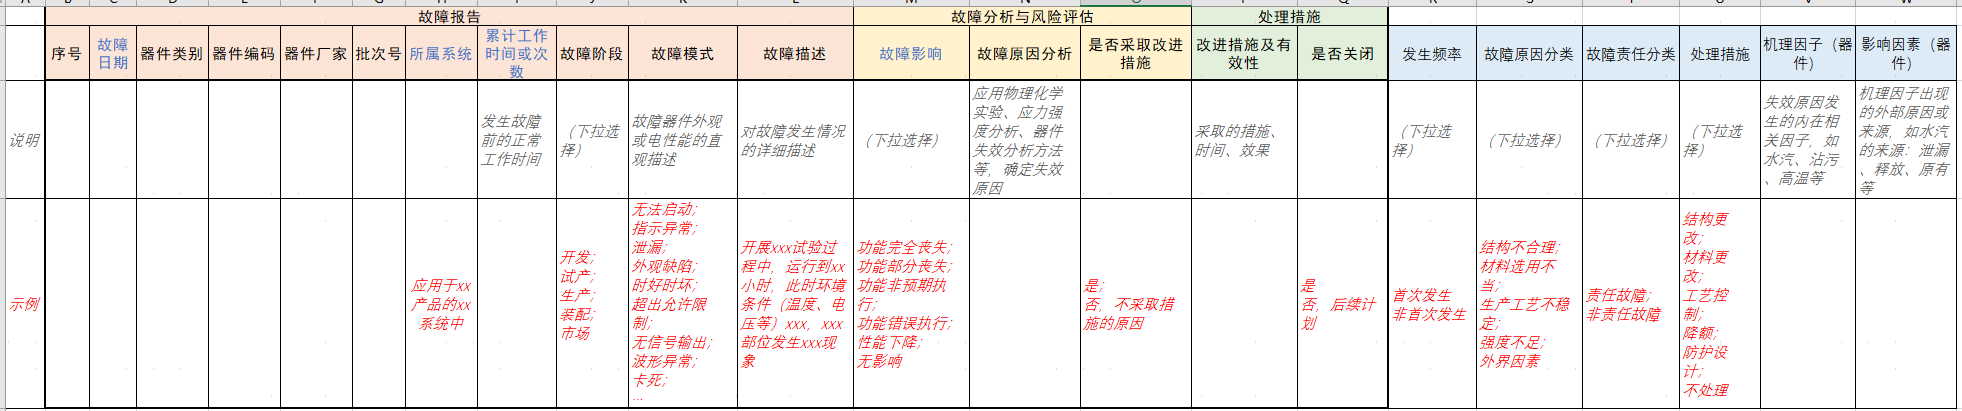 故障报告 故障分析与风险评估 处理措施
序号 故障日期 器件类别 器件编码 器件厂家 批次号 所属系统 累计工作时间或次数 故障阶段 故障模式 故障描述 故障影响 故障原因分析 是否采取改进措施 改进措施及有效性 是否关闭 发生频率 故障原因分类 故障责任分类 处理措施 机理因子（器件） 影响因素（器件）
说明
发生故障
前的正常
工作时间
（下拉选
择）
故障器件外观
或电性能的直
观描述
对故障发生情况
的详细描述
（下拉选择）
应用物理化学
实验、应力强
度分析、器件
失效分析方法
等，确定失效
原因
采取的措施、
时间、效果
（下拉选
择）
（下拉选择）
（下拉选择）
（下拉选
择）
失效原因发
生的内在相
关因子，如
水汽、沾污
、高温等
机理因子出现
的外部原因或
来源，如水汽
的来源：泄漏
、释放、原有
等
示例
应用于xx
产品的xx
系统中
开发；
试产；
生产；
装配；
市场
无法启动；
指示异常；
泄漏；
外观缺陷；
时好时坏；
超出允许限
制；
无信号输出；
波形异常；
卡死；
...
开展xxx试验过
程中，运行到xx
小时，此时环境
条件（温度、电
压等）xxx，xxx
部位发生xxx现
象
功能完全丧失；
功能部分丧失；
功能非预期执
行；
功能错误执行；
性能下降；
无影响
是；
否，不采取措
施的原因
是
否，后续计
划
首次发生
非首次发生
结构不合理；
材料选用不
当；
生产工艺不稳
定；
强度不足；
外界因素
责任故障；
非责任故障
结构更
改；
材料更
改；
工艺控
制；
降额；
防护设
计；
不处理